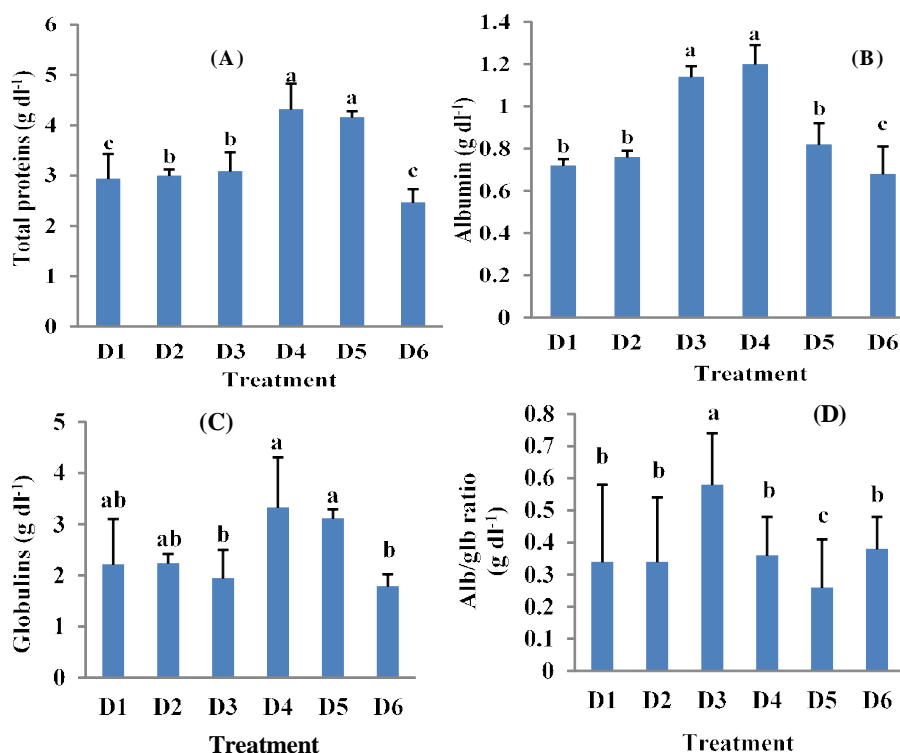 (A)
Total proteins (g dl-1)
6
5
4
3
2
1
0
c b b a a c
D1 D2 D3 D4 D5 D6
Treatment
(B)
Albumin (g dl-1)
1.4
1.2
1
0.8
0.6
0.4
0.2
0
b b a a b c
D1 D2 D3 D4 D5 D6
Treatment
(C)
Globulins (g dl-1)
5
4
3
2
1
0
ab ab b a a b
D1 D2 D3 D4 D5 D6
Treatment
(D)
Alb/glb ratio
(g dl-1)
0.8
0.7
0.6
0.5
0.4
0.3
0.2
0.1
0
b b a b c b
D1 D2 D3 D4 D5 D6
Treatment